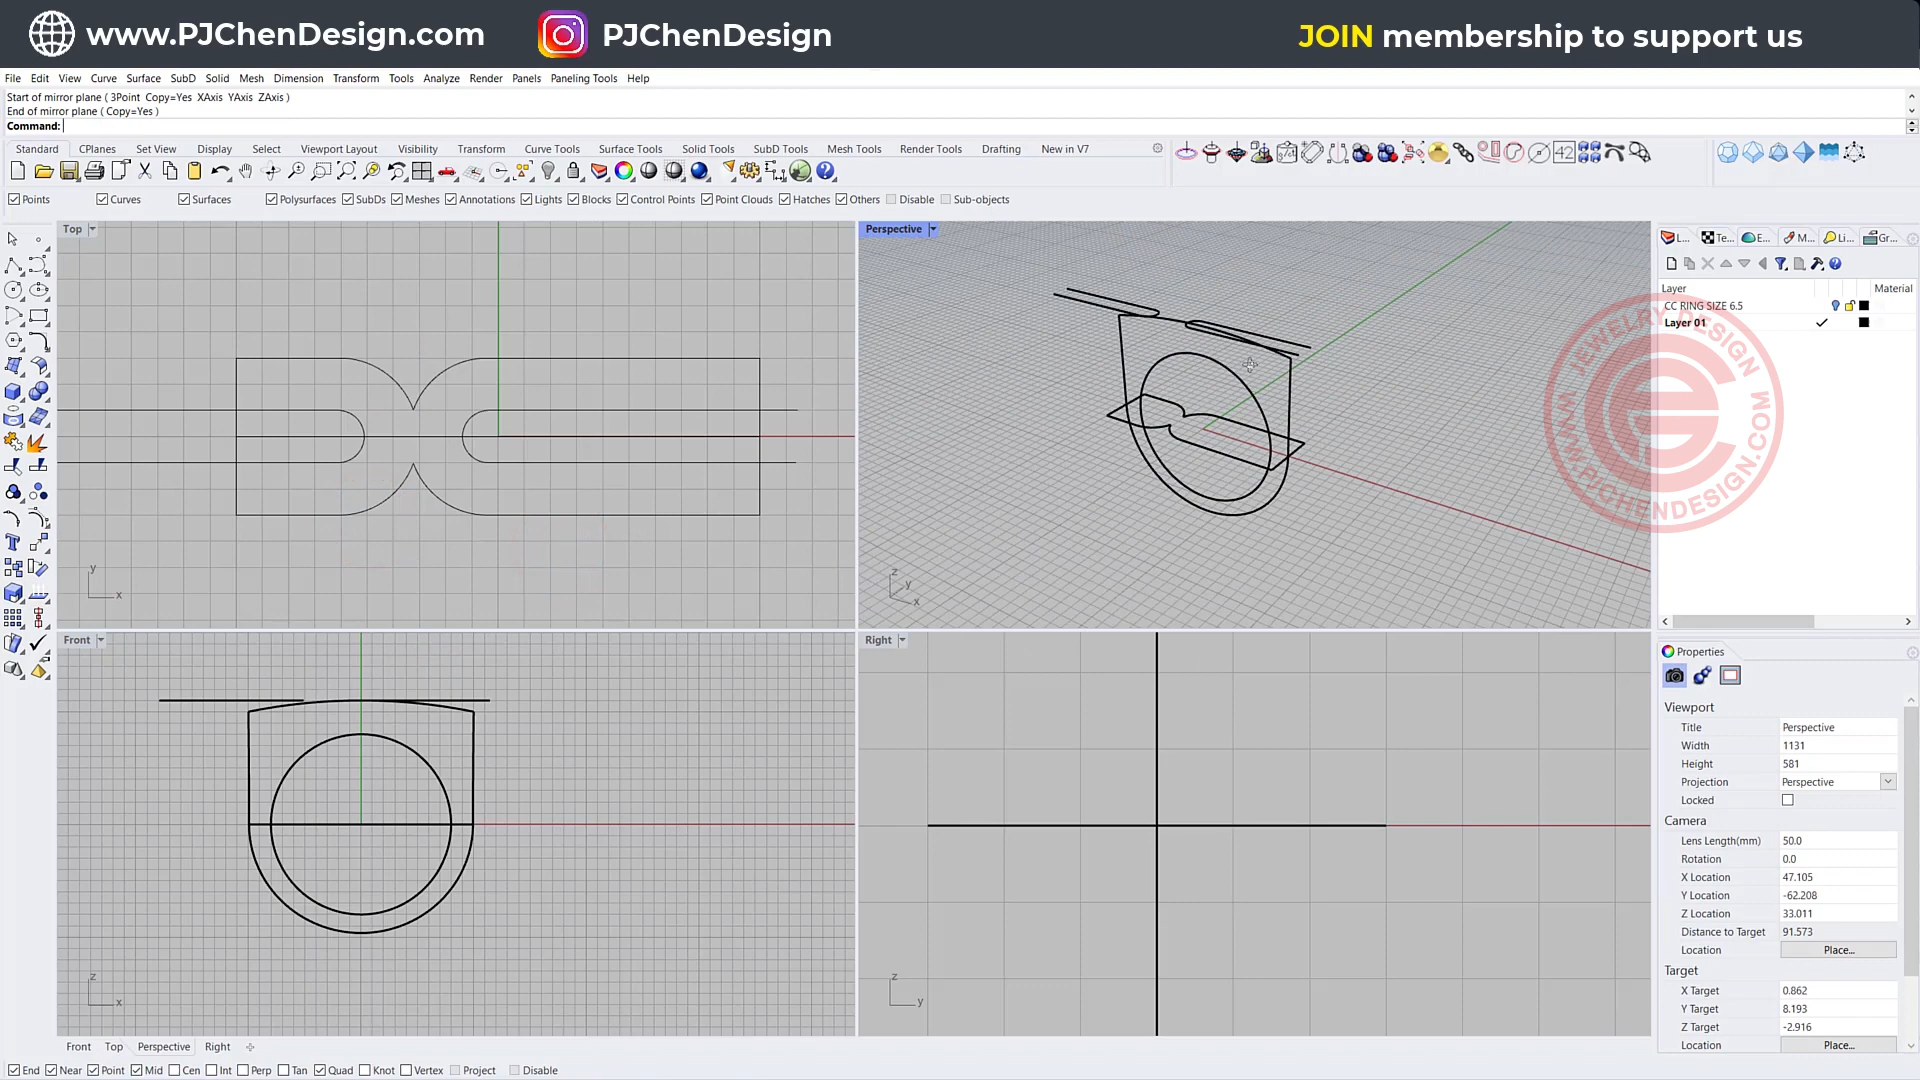 www.PJChenDesign.com PJChenDesign JOIN membership to support us
File Edit View Curve Surface SubD Solid Mesh Dimension Transform Tools Analyze Render Panels Paneling Tools Help
Start of mirror plane ( 3Point Copy=Yes XAxis YAxis ZAxis )
End of mirror plane ( Copy=Yes )
Command:
Standard CPlanes Set View Display Select Viewport Layout Visibility Transform Curve Tools Surface Tools Solid Tools SubD Tools Mesh Tools Render Tools Drafting New in V7
Points Curves Surfaces Polysurfaces SubDs Meshes Annotations Lights Blocks Control Points Point Clouds Hatches Others Disable Sub-objects
Top Perspective
L... Te... E... M... Li... Gr...
Layer Material
CC RING SIZE 6.5
Layer 01
JEWELRY DESIGN
WWW.PJCHENDESIGN.COM
y x
z y x
Front Right
z x
z y
Properties
Viewport
Title Perspective
Width 1131
Height 581
Projection Perspective
Locked
Camera
Lens Length(mm) 50.0
Rotation 0.0
X Location 47.105
Y Location -62.208
Z Location 33.011
Distance to Target 91.573
Location Place...
Target
X Target 0.862
Y Target 8.193
Z Target -2.916
Location Place...
Front Top Perspective Right
End Near Point Mid Cen Int Perp Tan Quad Knot Vertex Project Disable